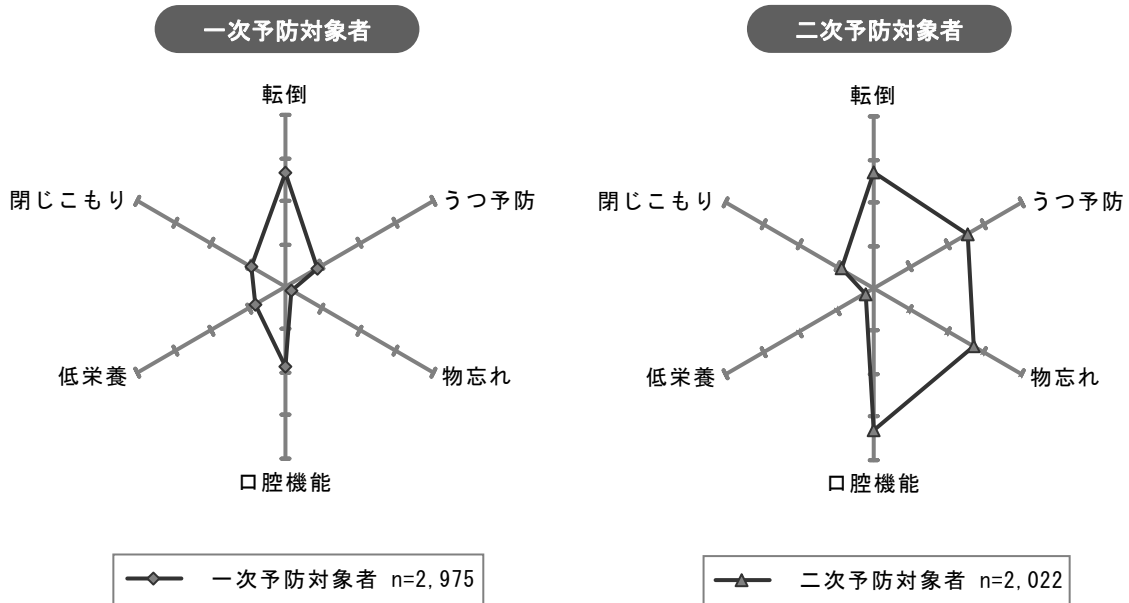 一次予防対象者
転倒
うつ予防
物忘れ
口腔機能
低栄養
閉じこもり
一次予防対象者 n=2,975
二次予防対象者
転倒
うつ予防
物忘れ
口腔機能
低栄養
閉じこもり
二次予防対象者 n=2,022